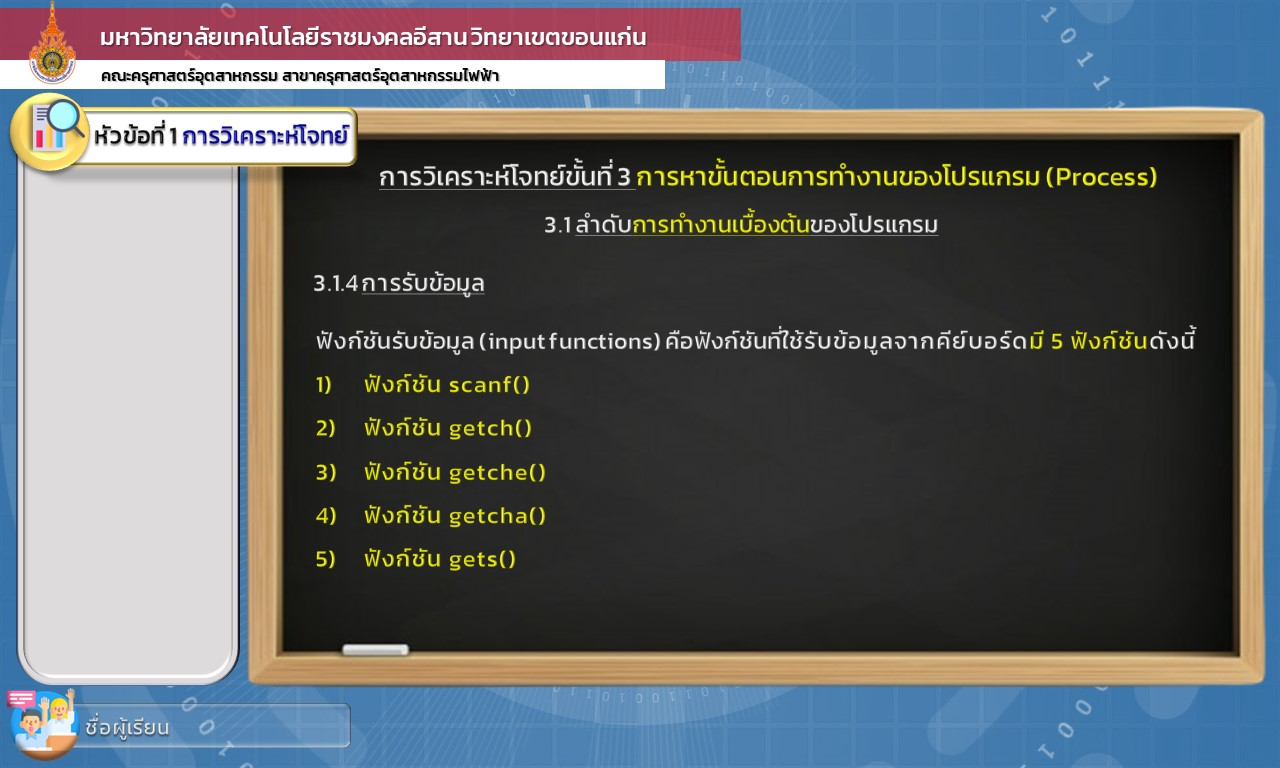 มหาวิทยาลัยเทคโนโลยีราชมงคลอีสาน วิทยาเขตขอนแก่น
คณะครุศาสตร์อุตสาหกรรม สาขาครุศาสตร์อุตสาหกรรมไฟฟ้า
หัวข้อที่ 1 การวิเคราะห์โจทย์
การวิเคราะห์โจทย์ขั้นที่ 3 การหาขั้นตอนการทำงานของโปรแกรม (Process)
3.1 ลำดับการทำงานเบื้องต้นของโปรแกรม
3.1.4 การรับข้อมูล
ฟังก์ชันรับข้อมูล (input functions) คือฟังก์ชันที่ใช้รับข้อมูลจากคีย์บอร์ดมี 5 ฟังก์ชันดังนี้
1) ฟังก์ชัน scanf()
2) ฟังก์ชัน getch()
3) ฟังก์ชัน getche()
4) ฟังก์ชัน getcha()
5) ฟังก์ชัน gets()
ชื่อผู้เรียน